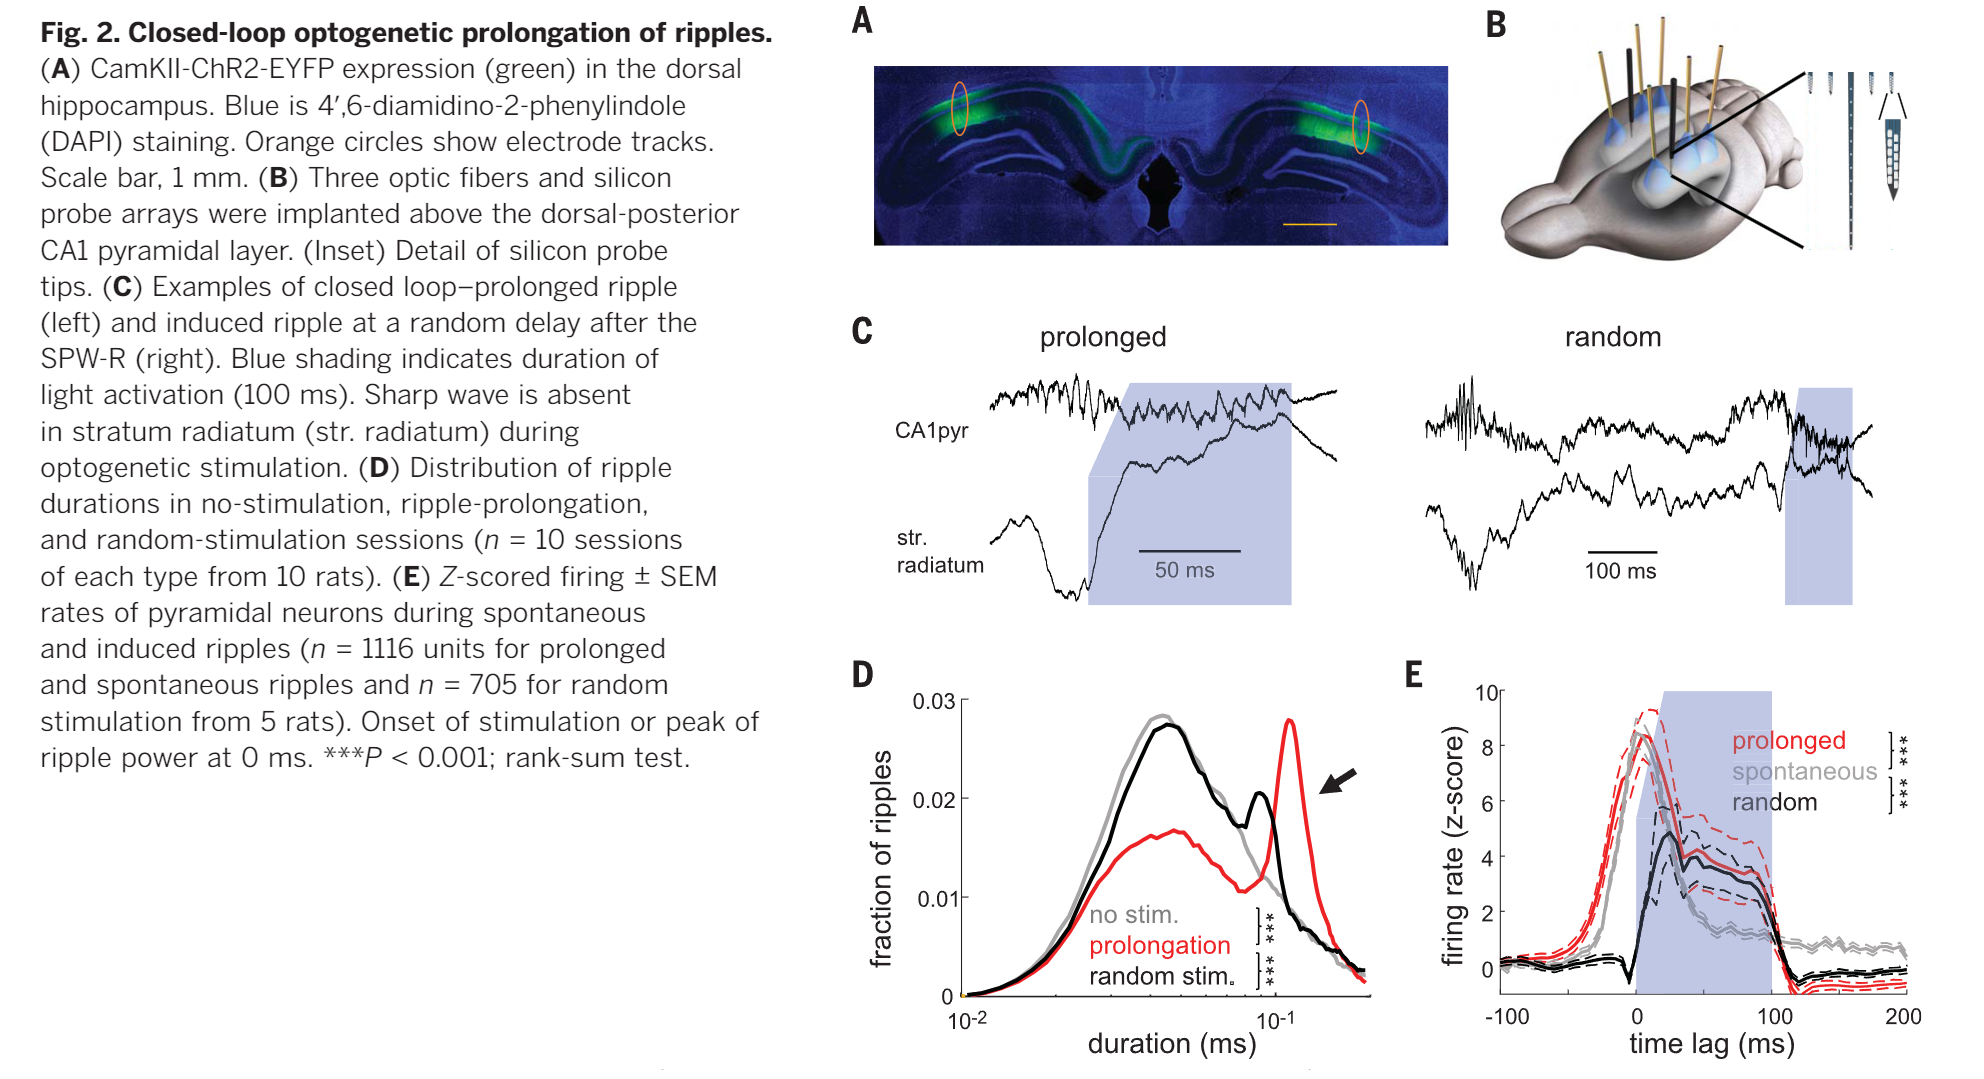 Fig. 2. Closed-loop optogenetic prolongation of ripples.
(A) CamKII-ChR2-EYFP expression (green) in the dorsal
hippocampus. Blue is 4′,6-diamidino-2-phenylindole
(DAPI) staining. Orange circles show electrode tracks.
Scale bar, 1 mm. (B) Three optic fibers and silicon
probe arrays were implanted above the dorsal-posterior
CA1 pyramidal layer. (Inset) Detail of silicon probe
tips. (C) Examples of closed loop–prolonged ripple
(left) and induced ripple at a random delay after the
SPW-R (right). Blue shading indicates duration of
light activation (100 ms). Sharp wave is absent
in stratum radiatum (str. radiatum) during
optogenetic stimulation. (D) Distribution of ripple
durations in no-stimulation, ripple-prolongation,
and random-stimulation sessions (n = 10 sessions
of each type from 10 rats). (E) Z-scored firing ± SEM
rates of pyramidal neurons during spontaneous
and induced ripples (n = 1116 units for prolonged
and spontaneous ripples and n = 705 for random
stimulation from 5 rats). Onset of stimulation or peak of
ripple power at 0 ms. ***P < 0.001; rank-sum test.
A
B
C
prolonged
random
CA1pyr
str.
radiatum
50 ms
100 ms
D
0.03
0.02
0.01
0
fraction of ripples
no stim.
prolongation
random stim.
***
***
10-2
10-1
duration (ms)
E
10
8
6
4
2
0
firing rate (z-score)
prolonged
spontaneous
random
***
***
-100
0
100
200
time lag (ms)